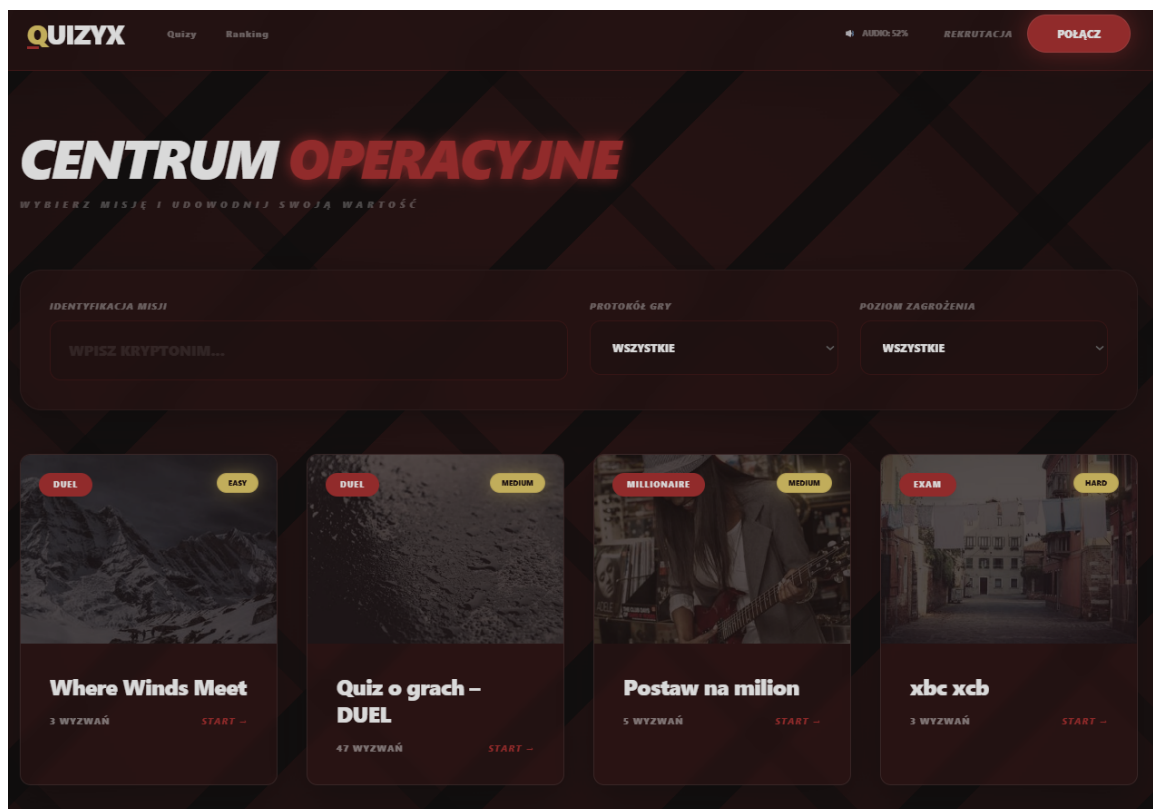 QUIZYX
Quizy
Ranking
AUDIO: 52%
REKRUTACJA
POŁĄCZ
CENTRUM OPERACYJNE
WYBIERZ MISJĘ I UDOWODNIJ SWOJĄ WARTOŚĆ
IDENTYFIKACJA MISJI
WPISZ KRYPTONIM...
PROTOKÓŁ GRY
WSZYSTKIE
POZIOM ZAGROŻENIA
WSZYSTKIE
DUEL
EASY
Where Winds Meet
3 WYZWAŃ
START →
DUEL
MEDIUM
Quiz o grach –
DUEL
47 WYZWAŃ
START →
MILLIONAIRE
MEDIUM
Postaw na milion
5 WYZWAŃ
START →
EXAM
HARD
xbc xcb
3 WYZWAŃ
START →